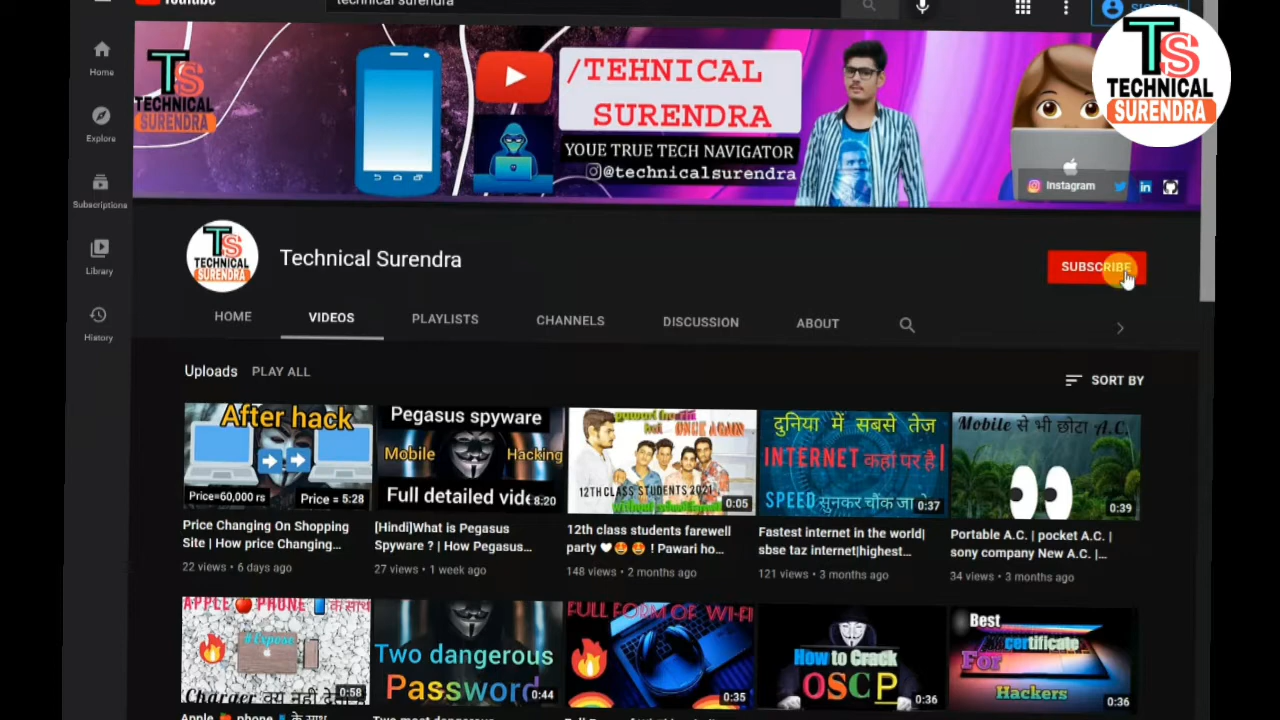 technical surendra
TS
TECHNICAL
SURENDRA
/TEHNICAL
SURENDRA
YOUE TRUE TECH NAVIGATOR
@technicalsurendra
Instagram
TS
TECHNICAL
SURENDRA
Home
Explore
Subscriptions
Library
History
TS
TECHNICAL
SURENDRA
Technical Surendra
SUBSCRIBE
HOME
VIDEOS
PLAYLISTS
CHANNELS
DISCUSSION
ABOUT
Uploads
PLAY ALL
SORT BY
After hack
Price=60,000 rs
Price = 5:28
Pegasus spyware
Mobile
Hacking
Full detailed vide
8:20
ONCE AGAIN
12TH CLASS STUDENTS 2021
0:05
दुनिया में सबसे तेज
INTERNET कहां पर है
SPEED सुनकर चौंक जा
0:37
Mobile से भी छोटा A.C.
0:39
Price Changing On Shopping
Site | How price Changing...
22 views • 6 days ago
[Hindi]What is Pegasus
Spyware ? | How Pegasus...
27 views • 1 week ago
12th class students farewell
party 🤍🤩🤩 ! Pawari ho...
148 views • 2 months ago
Fastest internet in the world|
sbse taz internet|highest...
121 views • 3 months ago
Portable A.C. | pocket A.C. |
sony company New A.C. |...
34 views • 3 months ago
APPLE PHONE के साथ
Charger क्यों नहीं
0:58
Two dangerous
Password
0:44
FULL FORM OF WI-FI
0:35
How to Crack
OSCP
0:36
Best
certificate
For
Hackers
0:36